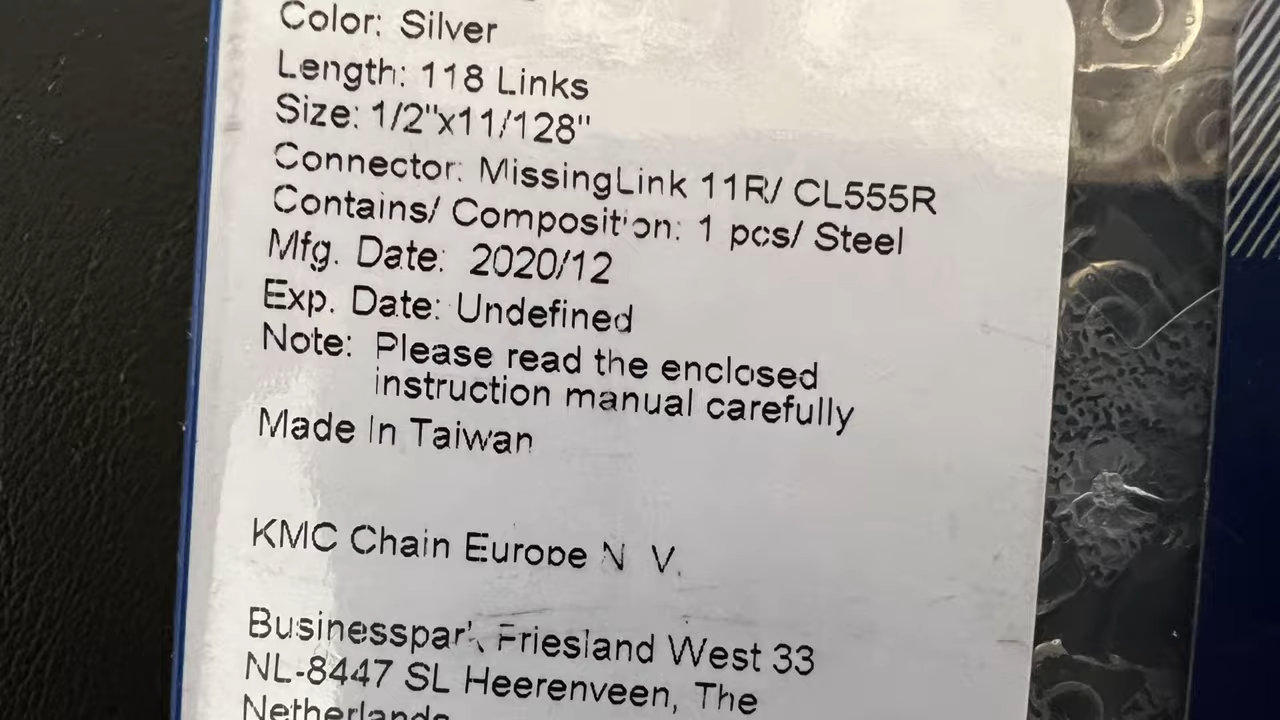 Color: Silver
Length: 118 Links
Size: 1/2"x11/128"
Connector: MissingLink 11R/ CL555R
Contains/ Composition: 1 pcs/ Steel
Mfg. Date: 2020/12
Exp. Date: Undefined
Note: Please read the enclosed
instruction manual carefully
Made In Taiwan
KMC Chain Europe N V.
Businesspark Friesland West 33
NL-8447 SL Heerenveen, The
Netherlands